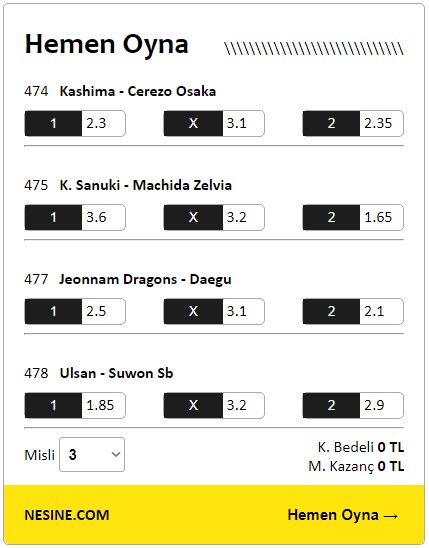 Hemen Oyna \\\\\\\\\\\\\\\\\\\\\\\\\\\
474 Kashima - Cerezo Osaka
1 2.3 X 3.1 2 2.35
475 K. Sanuki - Machida Zelvia
1 3.6 X 3.2 2 1.65
477 Jeonnam Dragons - Daegu
1 2.5 X 3.1 2 2.1
478 Ulsan - Suwon Sb
1 1.85 X 3.2 2 2.9
Misli 3
K. Bedeli 0 TL
M. Kazanç 0 TL
NESINE.COM Hemen Oyna →